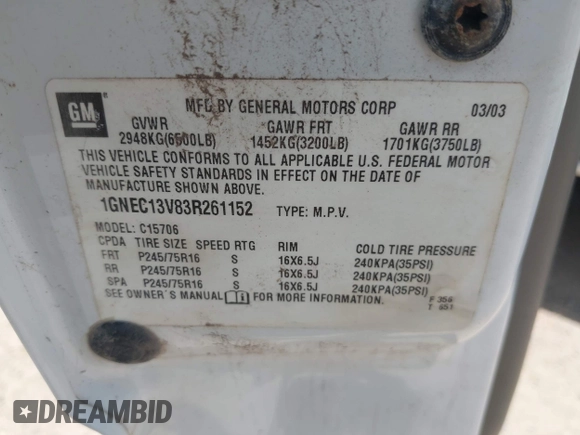 GM
MFD BY GENERAL MOTORS CORP 03/03
GVWR GAWR FRT GAWR RR
2948KG(6500LB) 1452KG(3200LB) 1701KG(3750LB)
THIS VEHICLE CONFORMS TO ALL APPLICABLE U.S. FEDERAL MOTOR
VEHICLE SAFETY STANDARDS IN EFFECT ON THE DATE OF
MANUFACTURE SHOWN ABOVE.
1GNEC13V83R261152 TYPE: M.P.V.
MODEL: C15706
CPDA TIRE SIZE SPEED RTG RIM COLD TIRE PRESSURE
FRT P245/75R16 S 16X6.5J 240KPA(35PSI)
RR P245/75R16 S 16X6.5J 240KPA(35PSI)
SPA P245/75R16 S 16X6.5J 240KPA(35PSI)
SEE OWNER'S MANUAL FOR MORE INFORMATION.
F 356
T 651
DREAMBID